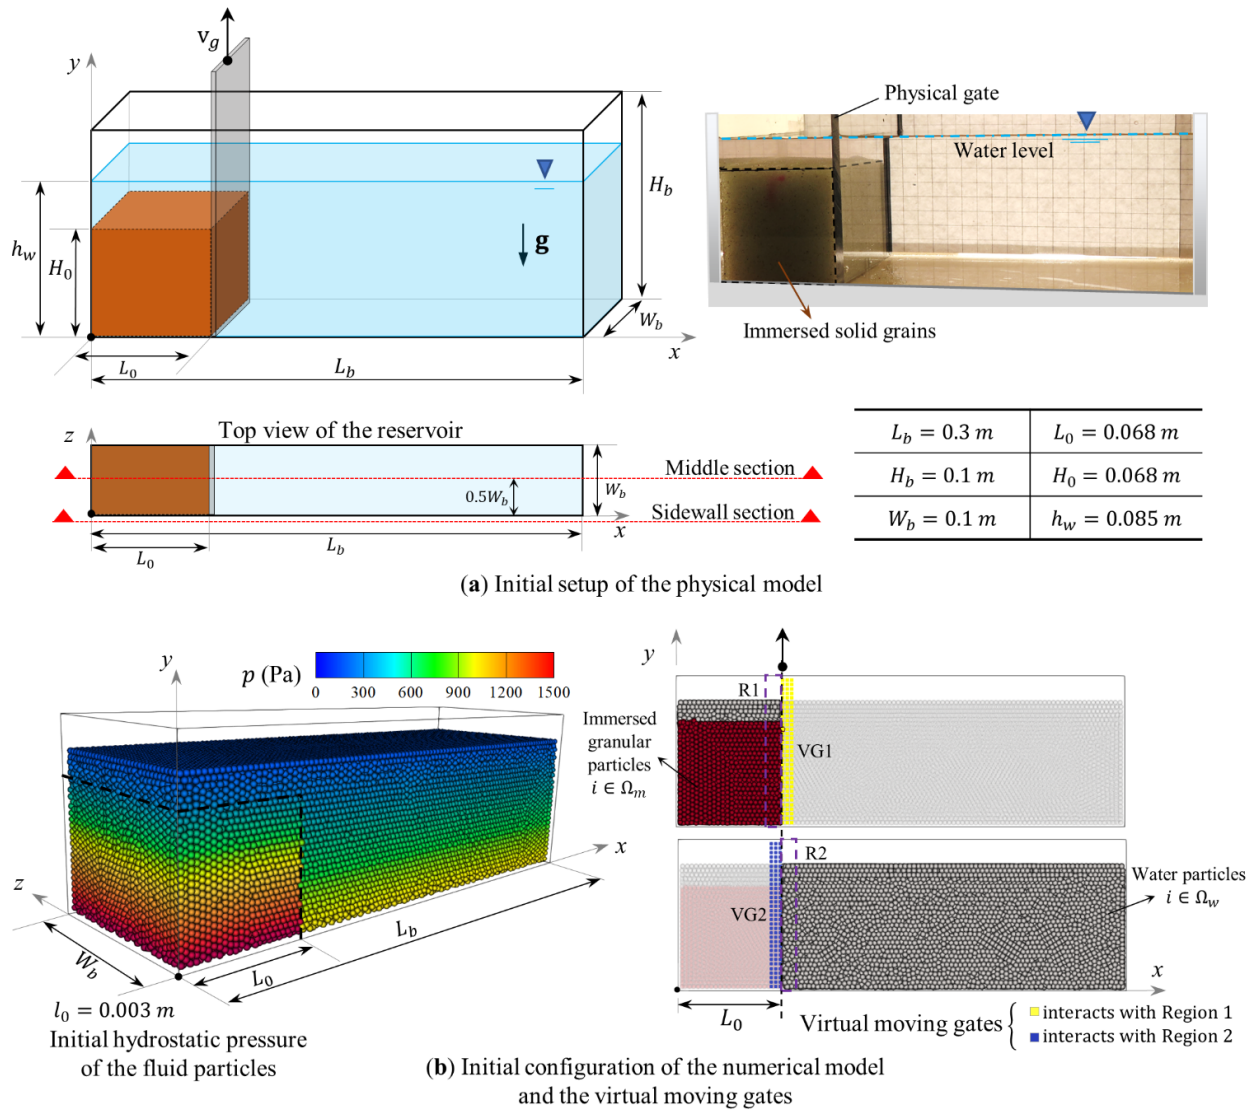 v_g
y
Physical gate
Water level
H_b
h_w
H_0
g
W_b
Immersed solid grains
x
L_0
L_b
z
Top view of the reservoir
Middle section
0.5W_b
W_b
Sidewall section
x
L_0
L_b
L_b = 0.3 m
L_0 = 0.068 m
H_b = 0.1 m
H_0 = 0.068 m
W_b = 0.1 m
h_w = 0.085 m
(a) Initial setup of the physical model
y
p (Pa)
0 300 600 900 1200 1500
x
z
W_b
L_0
L_b
l_0 = 0.003 m
Initial hydrostatic pressure
of the fluid particles
y
R1
Immersed
granular
particles
i ∈ Ω_m
VG1
R2
VG2
Water particles
i ∈ Ω_w
x
L_0
Virtual moving gates
interacts with Region 1
interacts with Region 2
(b) Initial configuration of the numerical model
and the virtual moving gates